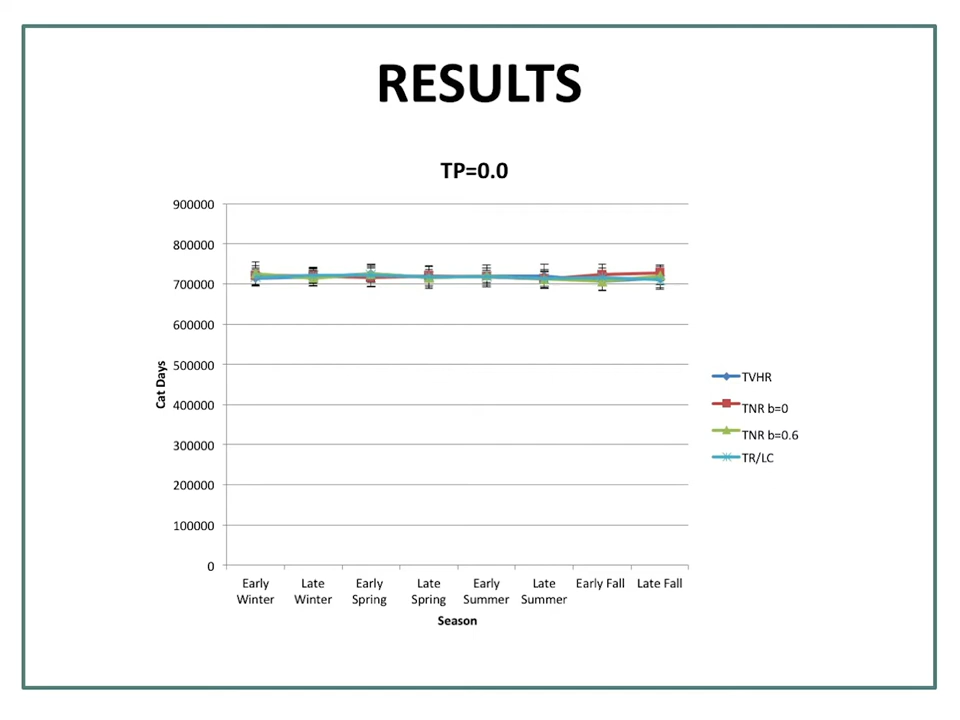 RESULTS
TP=0.0
900000
800000
700000
600000
500000
400000
300000
200000
100000
0
Cat Days
Early Winter
Late Winter
Early Spring
Late Spring
Early Summer
Late Summer
Early Fall
Late Fall
Season
TVHR
TNR b=0
TNR b=0.6
TR/LC